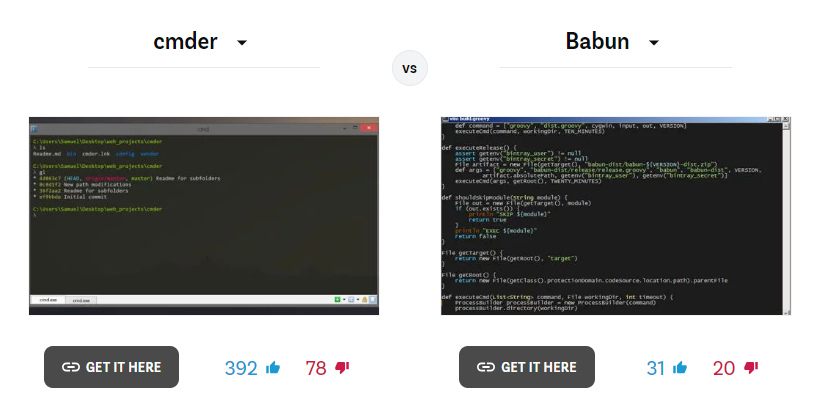 cmder
Babun
vs
cmd
C:\Users\Samuel\Desktop\web_projects\cmder
λ ls
Readme.md bin cmder.lnk config vendor
C:\Users\Samuel\Desktop\web_projects\cmder
λ gl
(HEAD, origin/master, master) Readme for subfolders
New path modifications
Readme for subfolders
Initial commit
C:\Users\Samuel\Desktop\web_projects\cmder
λ
cmd.exe
cmd.exe
def command = ["groovy", "dist.groovy", cygwin, input, out, VERSION]
executeCmd(command, workingDir, TEN_MINUTES)
}
def executeRelease() {
assert getenv("bintray_user") != null
assert getenv("bintray_secret") != null
File artifact = new File(getTarget(), "babun-dist/babun-${VERSION}-dist.zip")
def args = ["groovy", "babun-dist/release/release.groovy", "babun", "babun-dist", VERSION,
artifact.absolutePath, getenv("bintray_user"), getenv("bintray_secret")]
executeCmd(args, getRoot(), TWENTY_MINUTES)
}
def shouldSkipModule(String module) {
File out = new File(getTarget(), module)
if (out.exists()) {
println "SKIP ${module}"
return true
}
println "EXEC ${module}"
return false
}
File getTarget() {
return new File(getRoot(), "target")
}
File getRoot() {
return new File(getClass().protectionDomain.codeSource.location.path).parentFile
}
def executeCmd(List<String> command, File workingDir, int timeout) {
ProcessBuilder processBuilder = new ProcessBuilder(command)
processBuilder.directory(workingDir)
GET IT HERE
392
78
GET IT HERE
31
20